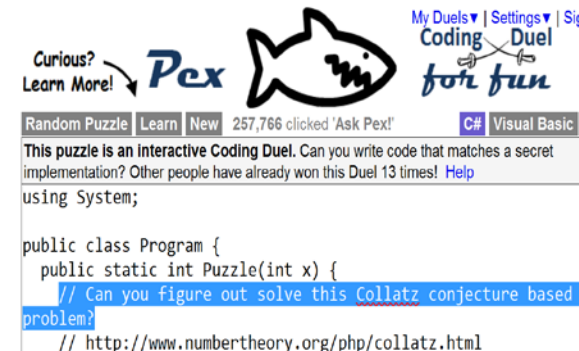 My Duels▼ | Settings▼ | Sig
Curious?
Learn More!
Pex
Coding Duel
for fun
Random Puzzle Learn New 257,766 clicked 'Ask Pex!' C# Visual Basic
This puzzle is an interactive Coding Duel. Can you write code that matches a secret
implementation? Other people have already won this Duel 13 times! Help
using System;
public class Program {
public static int Puzzle(int x) {
// Can you figure out solve this Collatz conjecture based
problem?
// http://www.numbertheory.org/php/collatz.html